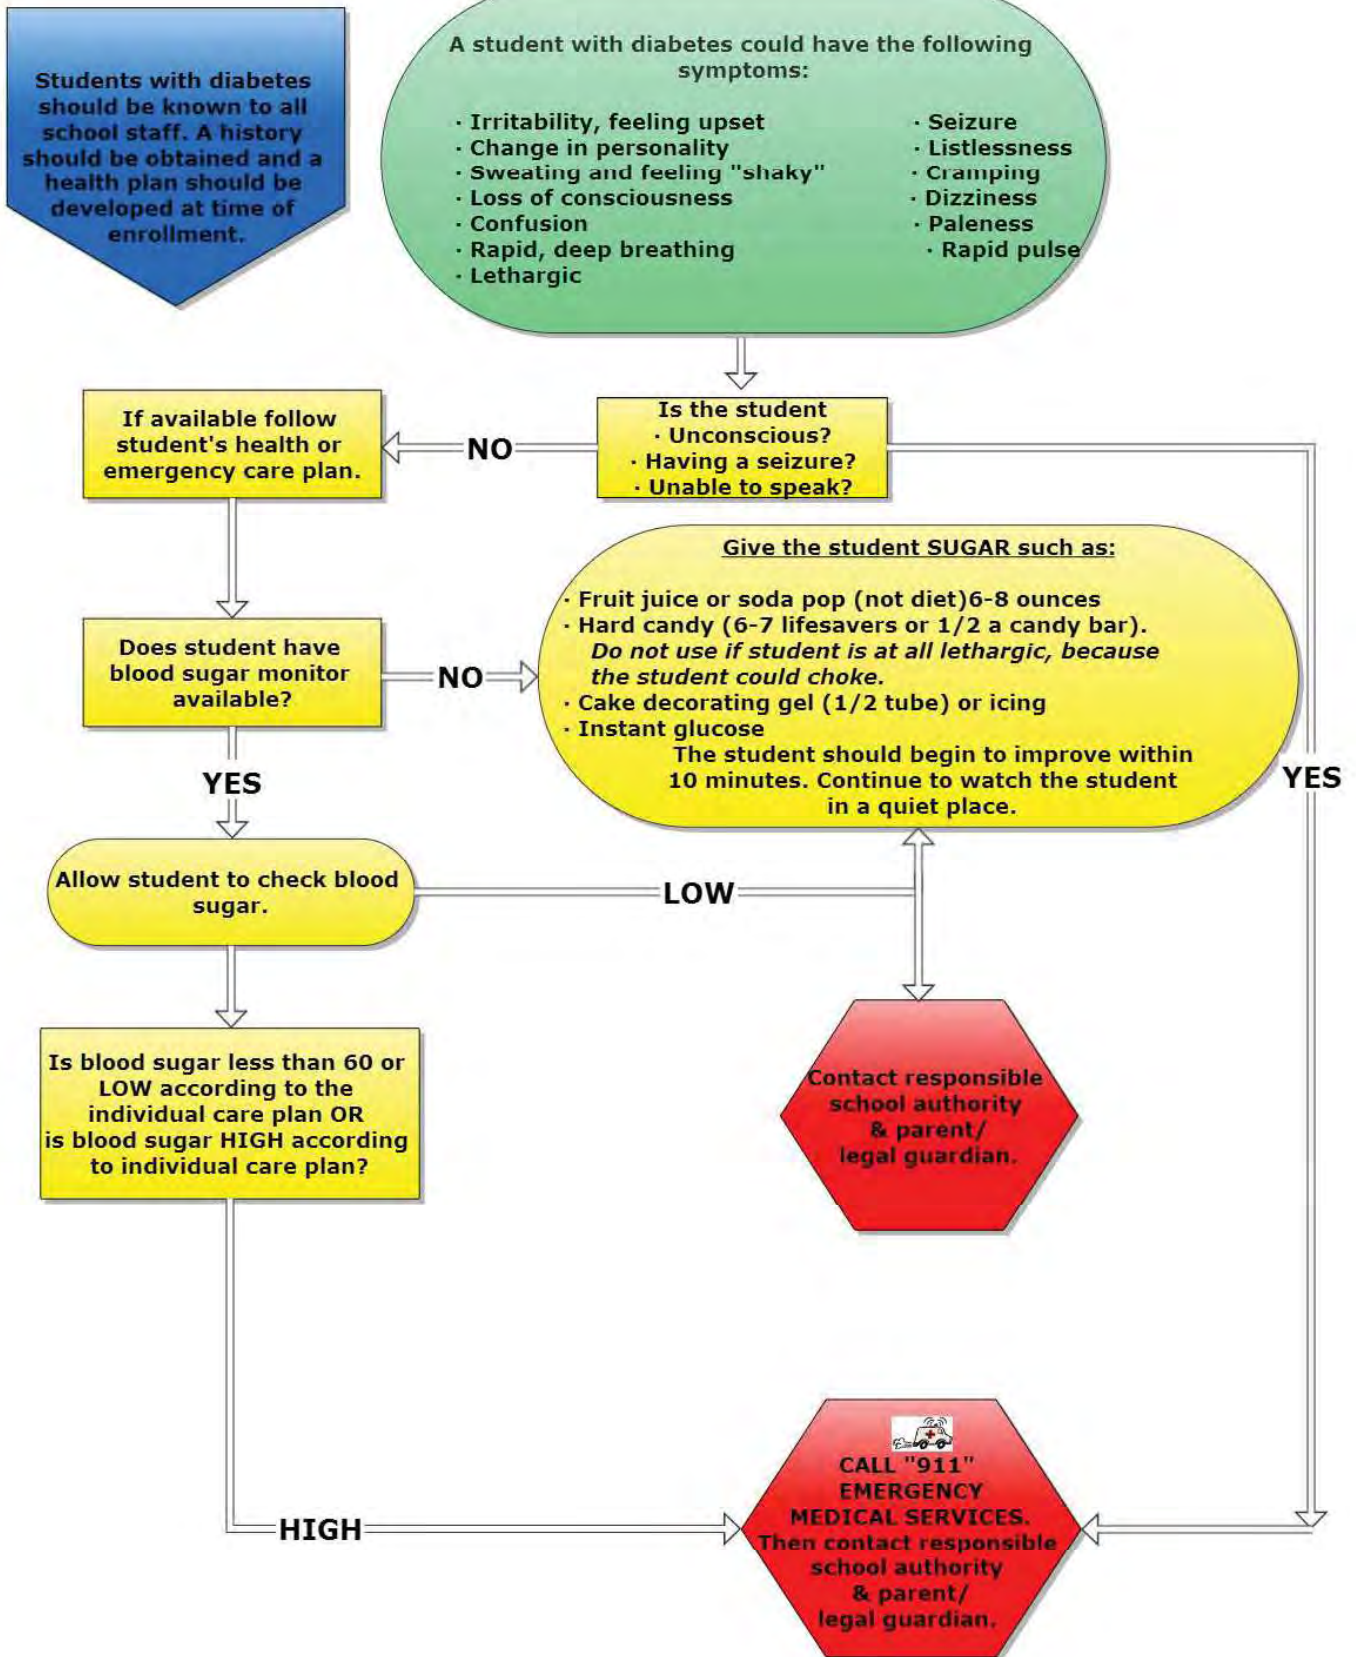 Students with diabetes
should be known to all
school staff. A history
should be obtained and a
health plan should be
developed at time of
enrollment.
A student with diabetes could have the following
symptoms:
· Irritability, feeling upset
· Change in personality
· Sweating and feeling "shaky"
· Loss of consciousness
· Confusion
· Rapid, deep breathing
· Lethargic
· Seizure
· Listlessness
· Cramping
· Dizziness
· Paleness
· Rapid pulse
If available follow
student's health or
emergency care plan.
NO
Is the student
· Unconscious?
· Having a seizure?
· Unable to speak?
Does student have
blood sugar monitor
available?
NO
Give the student SUGAR such as:
· Fruit juice or soda pop (not diet)6-8 ounces
· Hard candy (6-7 lifesavers or 1/2 a candy bar).
Do not use if student is at all lethargic, because
the student could choke.
· Cake decorating gel (1/2 tube) or icing
· Instant glucose
The student should begin to improve within
10 minutes. Continue to watch the student
in a quiet place.
YES
YES
Allow student to check blood
sugar.
LOW
Is blood sugar less than 60 or
LOW according to the
individual care plan OR
is blood sugar HIGH according
to individual care plan?
Contact responsible
school authority
& parent/
legal guardian.
HIGH
CALL "911"
EMERGENCY
MEDICAL SERVICES.
Then contact responsible
school authority
& parent/
legal guardian.